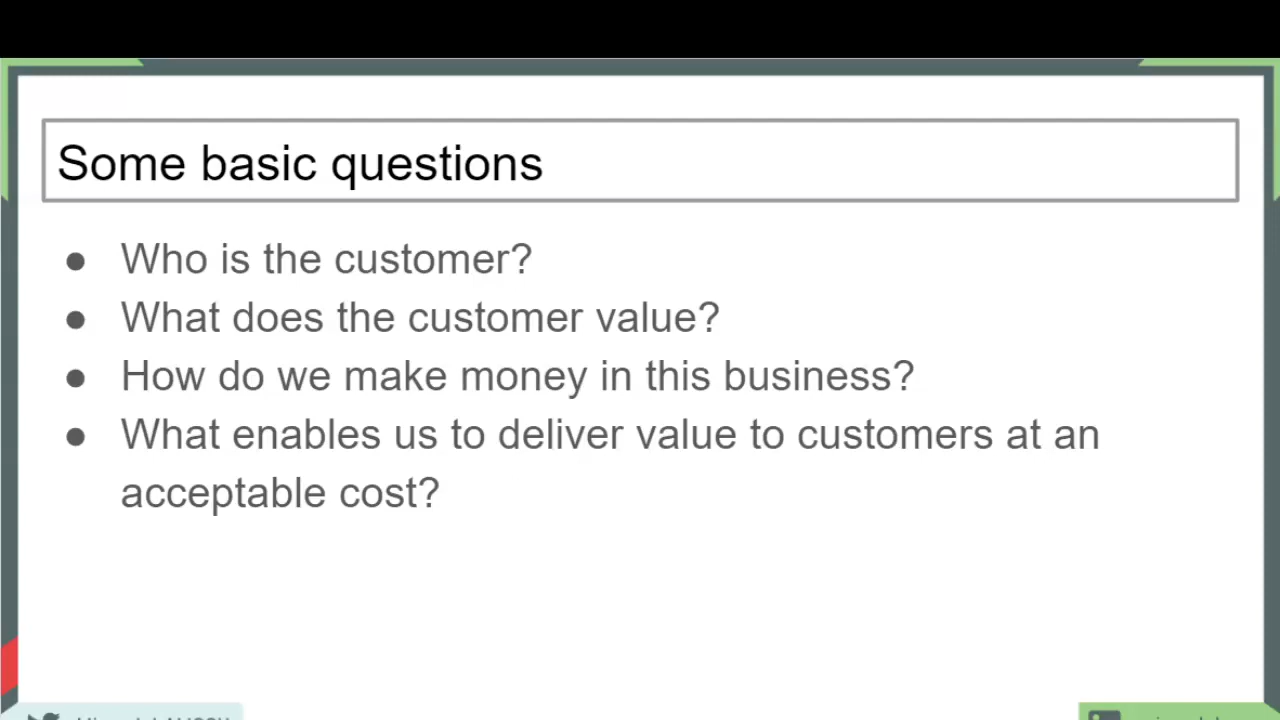 Some basic questions
● Who is the customer?
● What does the customer value?
● How do we make money in this business?
● What enables us to deliver value to customers at an
acceptable cost?